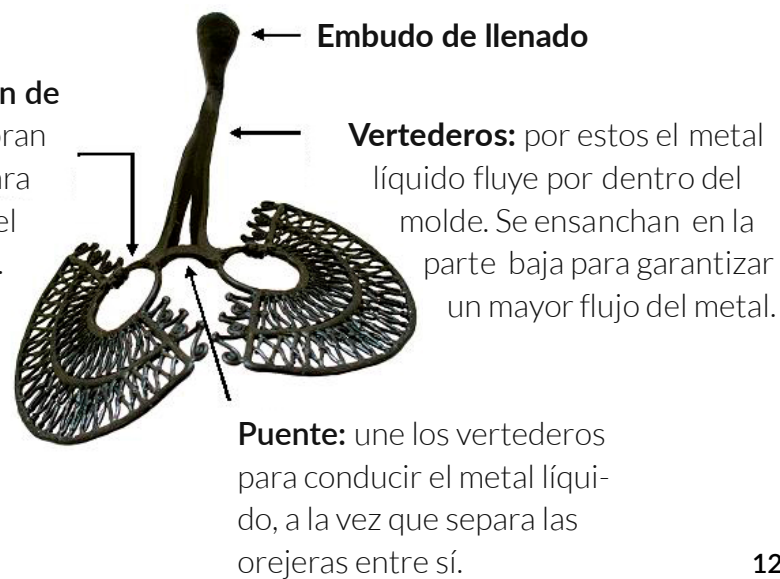 Embudo de llenado
n de
oran
ara
el
.
Vertederos: por estos el metal
líquido fluye por dentro del
molde. Se ensanchan en la
parte baja para garantizar
un mayor flujo del metal.
Puente: une los vertederos
para conducir el metal líqui-
do, a la vez que separa las
orejeras entre sí.
12